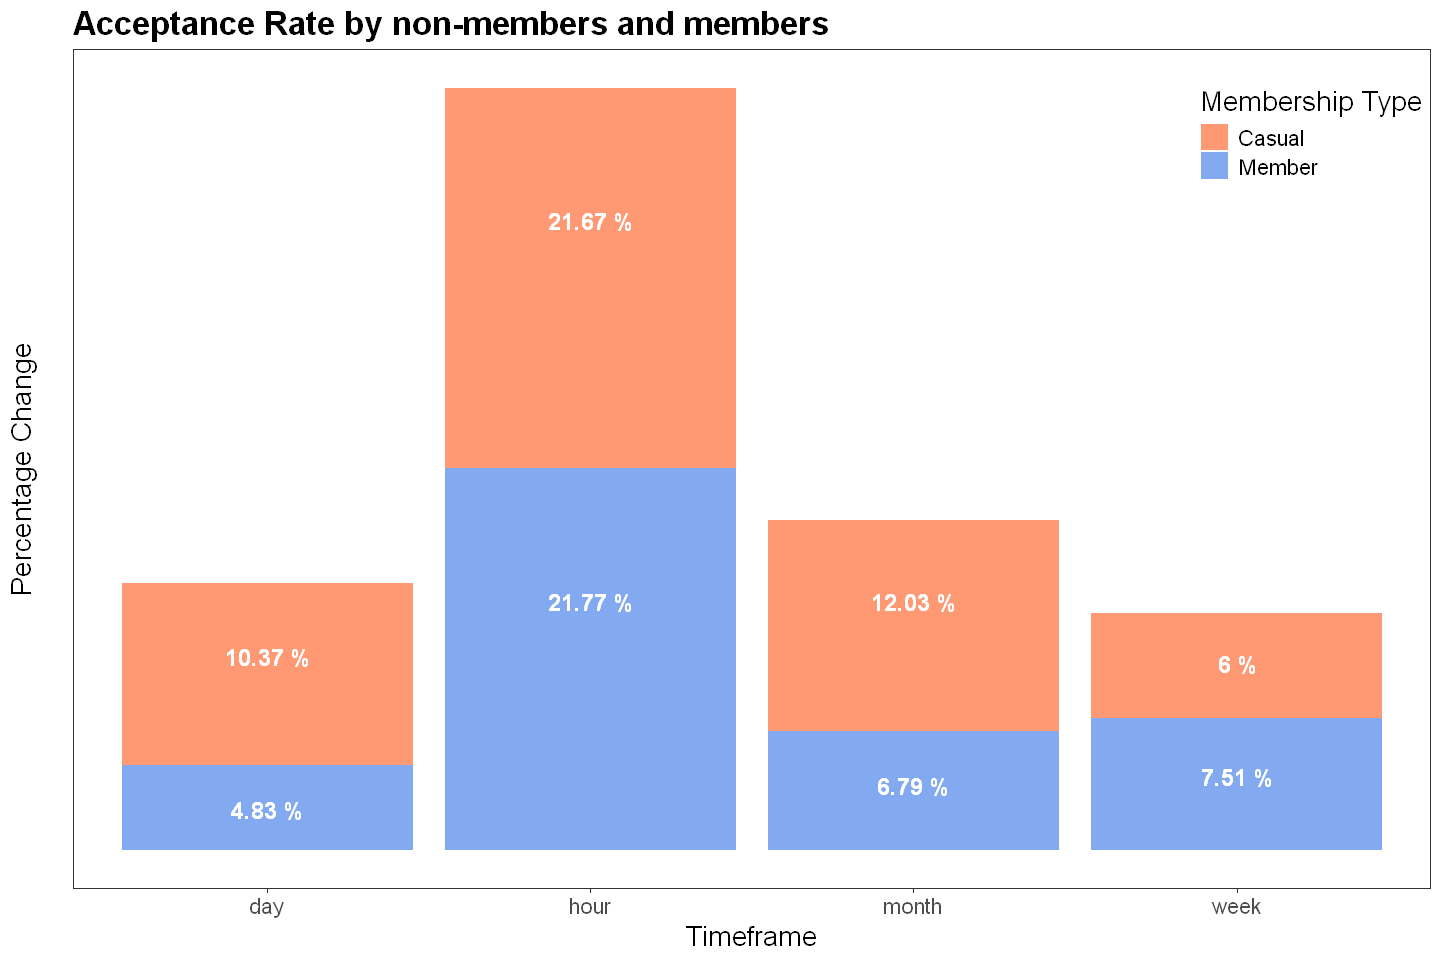 Acceptance Rate by non-members and members
Membership Type
Casual
Member
21.67 %
21.77 %
12.03 %
10.37 %
6 %
7.51 %
6.79 %
4.83 %
Percentage Change
day
hour
month
week
Timeframe